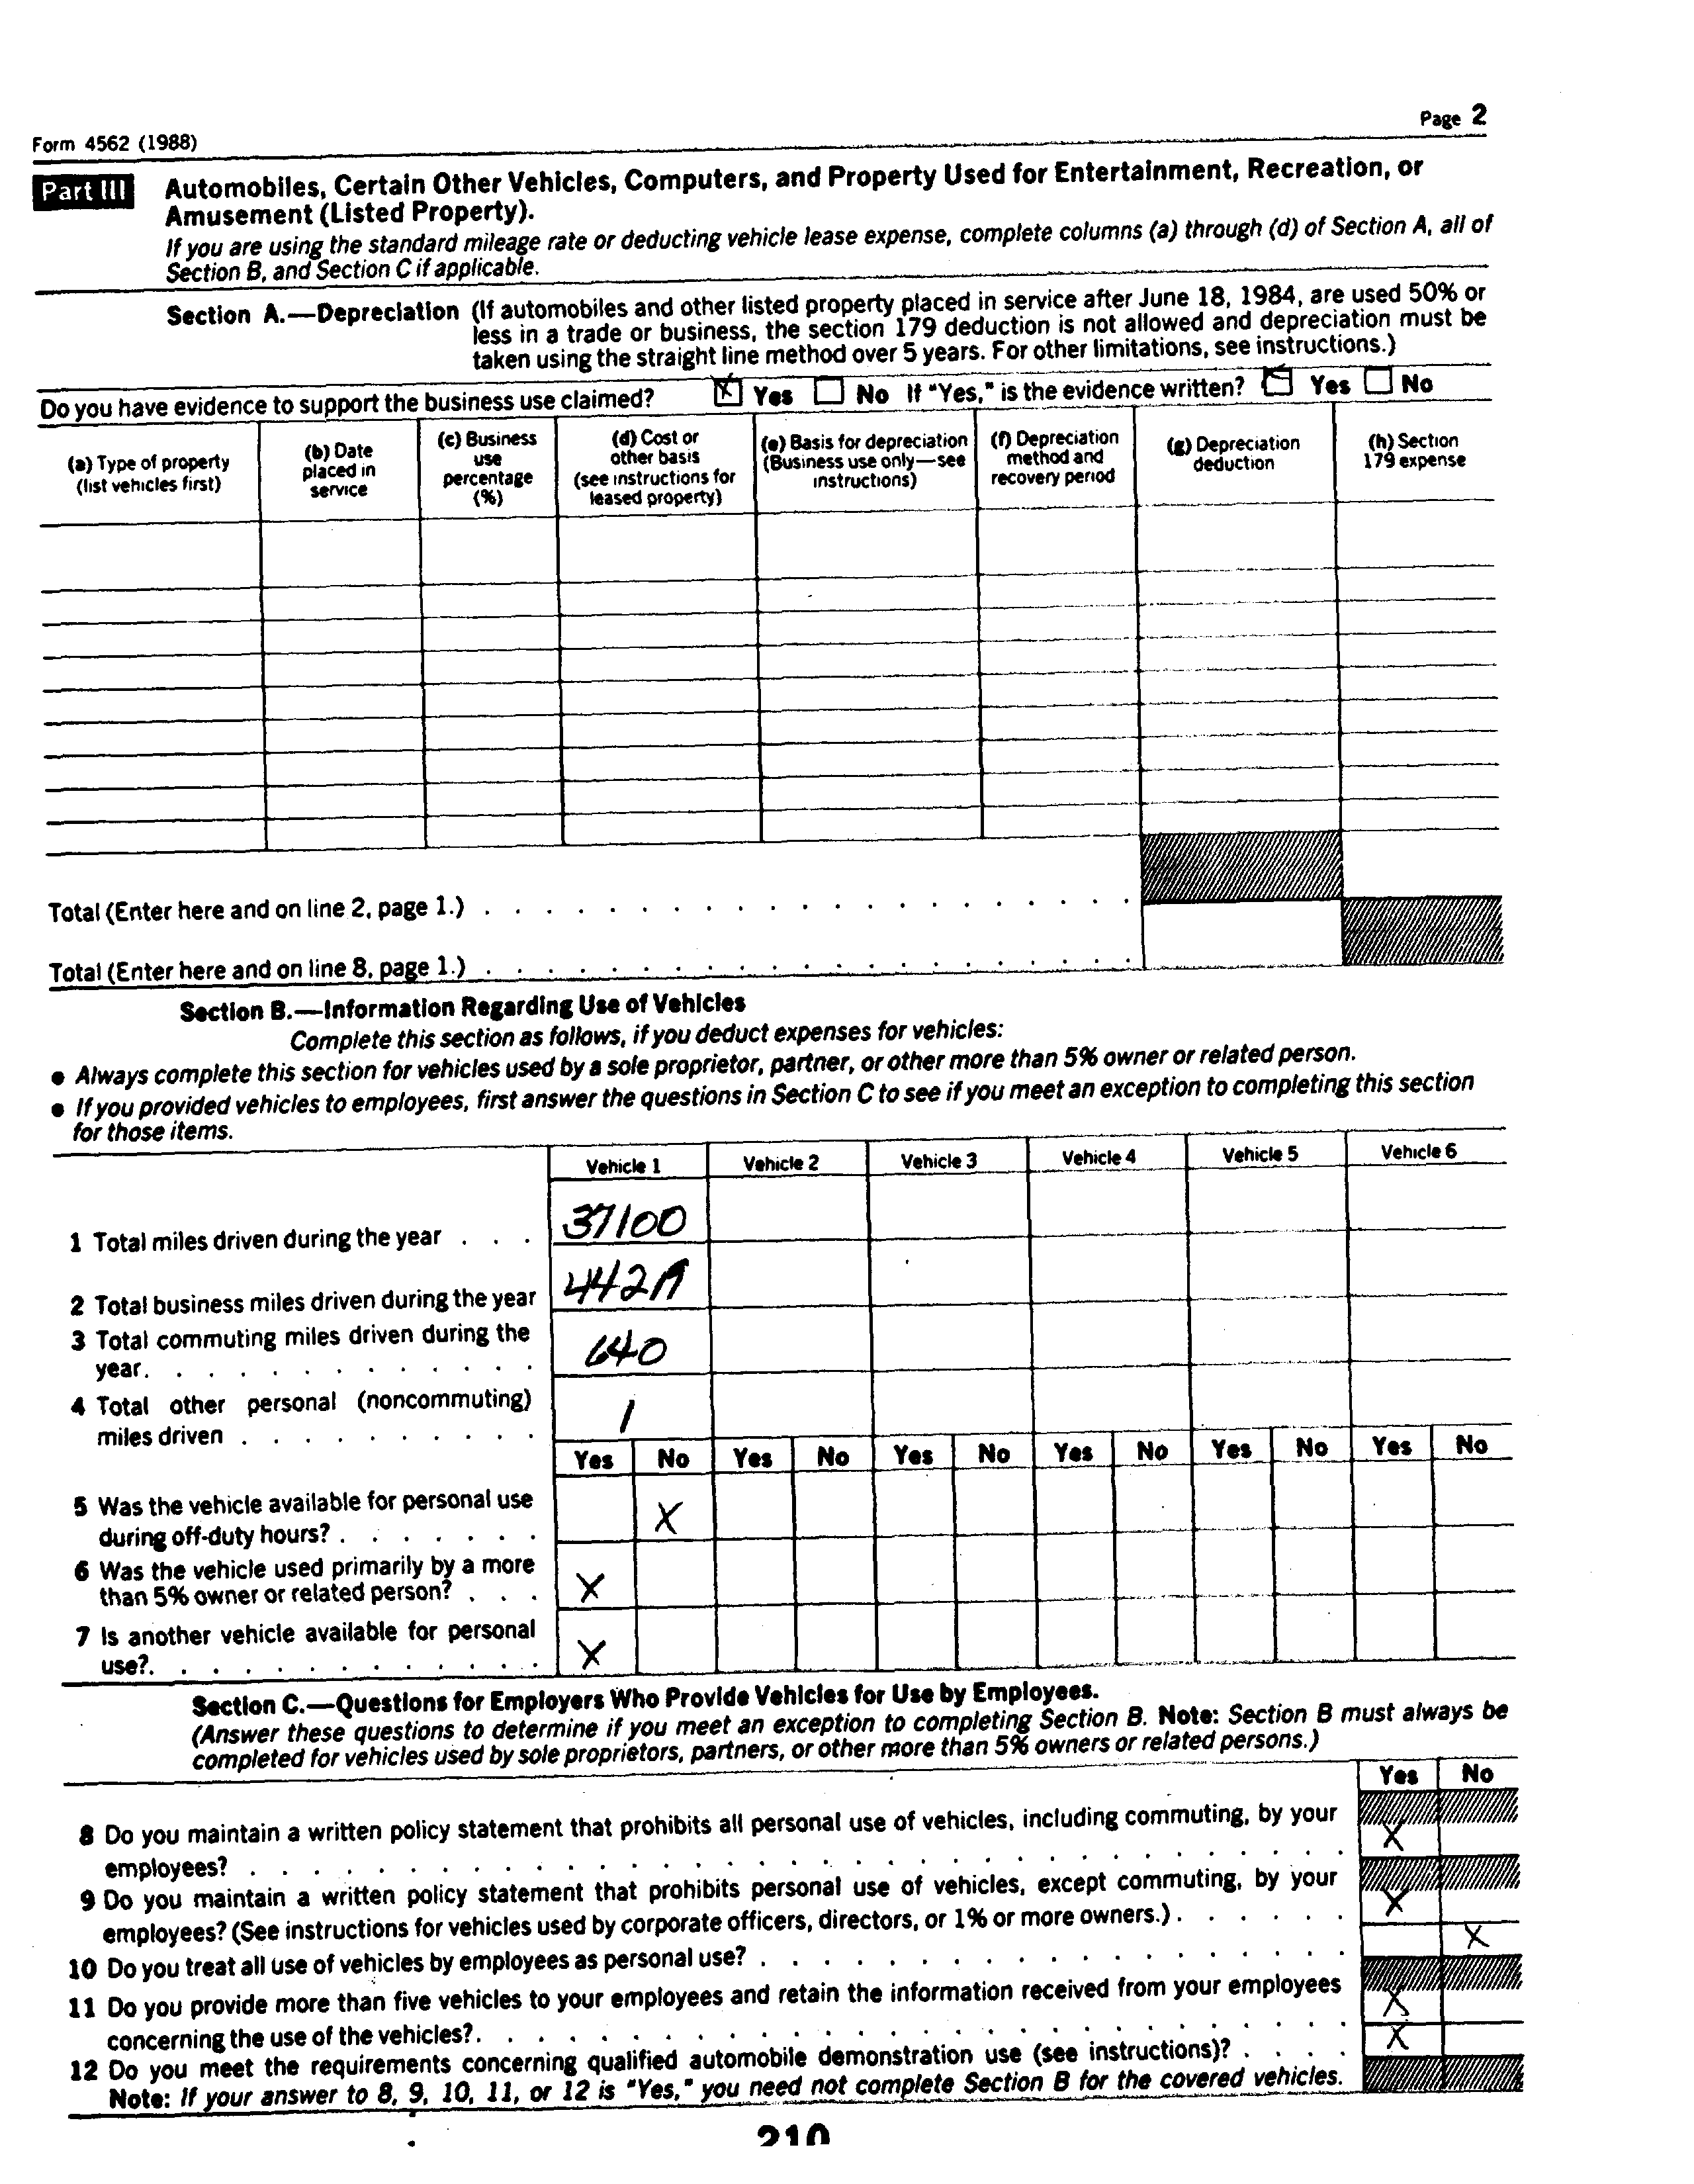 Form 4562 (1988)
Page 2
Part III
Automobiles, Certain Other Vehicles, Computers, and Property Used for Entertainment, Recreation, or
Amusement (Listed Property).
If you are using the standard mileage rate or deducting vehicle lease expense, complete columns (a) through (d) of Section A, all of
Section B, and Section C if applicable.
Section A.—Depreciation (If automobiles and other listed property placed in service after June 18, 1984, are used 50% or
less in a trade or business, the section 179 deduction is not allowed and depreciation must be
taken using the straight line method over 5 years. For other limitations, see instructions.)
Do you have evidence to support the business use claimed? X Yes No If "Yes," is the evidence written? Yes No
(a) Type of property
(list vehicles first)
(b) Date
placed in
service
(c) Business
use
percentage
(%)
(d) Cost or
other basis
(see instructions for
leased property)
(e) Basis for depreciation
(Business use only—see
instructions)
(f) Depreciation
method and
recovery period
(g) Depreciation
deduction
(h) Section
179 expense
Total (Enter here and on line 2, page 1.)
Total (Enter here and on line 8, page 1.)
Section B.—Information Regarding Use of Vehicles
Complete this section as follows, if you deduct expenses for vehicles:
● Always complete this section for vehicles used by a sole proprietor, partner, or other more than 5% owner or related person.
● If you provided vehicles to employees, first answer the questions in Section C to see if you meet an exception to completing this section
for those items.
Vehicle 1 Vehicle 2 Vehicle 3 Vehicle 4 Vehicle 5 Vehicle 6
1 Total miles driven during the year . . . 37100
2 Total business miles driven during the year
3 Total commuting miles driven during the
year. 640
4 Total other personal (noncommuting)
miles driven /
Yes No Yes No Yes No Yes No Yes No Yes No
5 Was the vehicle available for personal use
during off-duty hours? X
6 Was the vehicle used primarily by a more
than 5% owner or related person? X
7 Is another vehicle available for personal
use?. X
Section C.—Questions for Employers Who Provide Vehicles for Use by Employees.
(Answer these questions to determine if you meet an exception to completing Section B. Note: Section B must always be
completed for vehicles used by sole proprietors, partners, or other more than 5% owners or related persons.)
Yes No
8 Do you maintain a written policy statement that prohibits all personal use of vehicles, including commuting, by your
employees? X
9 Do you maintain a written policy statement that prohibits personal use of vehicles, except commuting, by your
employees? (See instructions for vehicles used by corporate officers, directors, or 1% or more owners.) X
10 Do you treat all use of vehicles by employees as personal use? X
11 Do you provide more than five vehicles to your employees and retain the information received from your employees
concerning the use of the vehicles?. X
12 Do you meet the requirements concerning qualified automobile demonstration use (see instructions)? X
Note: If your answer to 8, 9, 10, 11, or 12 is "Yes," you need not complete Section B for the covered vehicles.
210